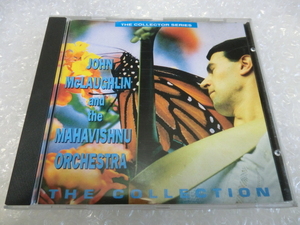 THE COLLECTOR SERIES
JOHN
McLAUGHLIN
and
the
MAHAVISHNU
ORCHESTRA
THE COLLECTION